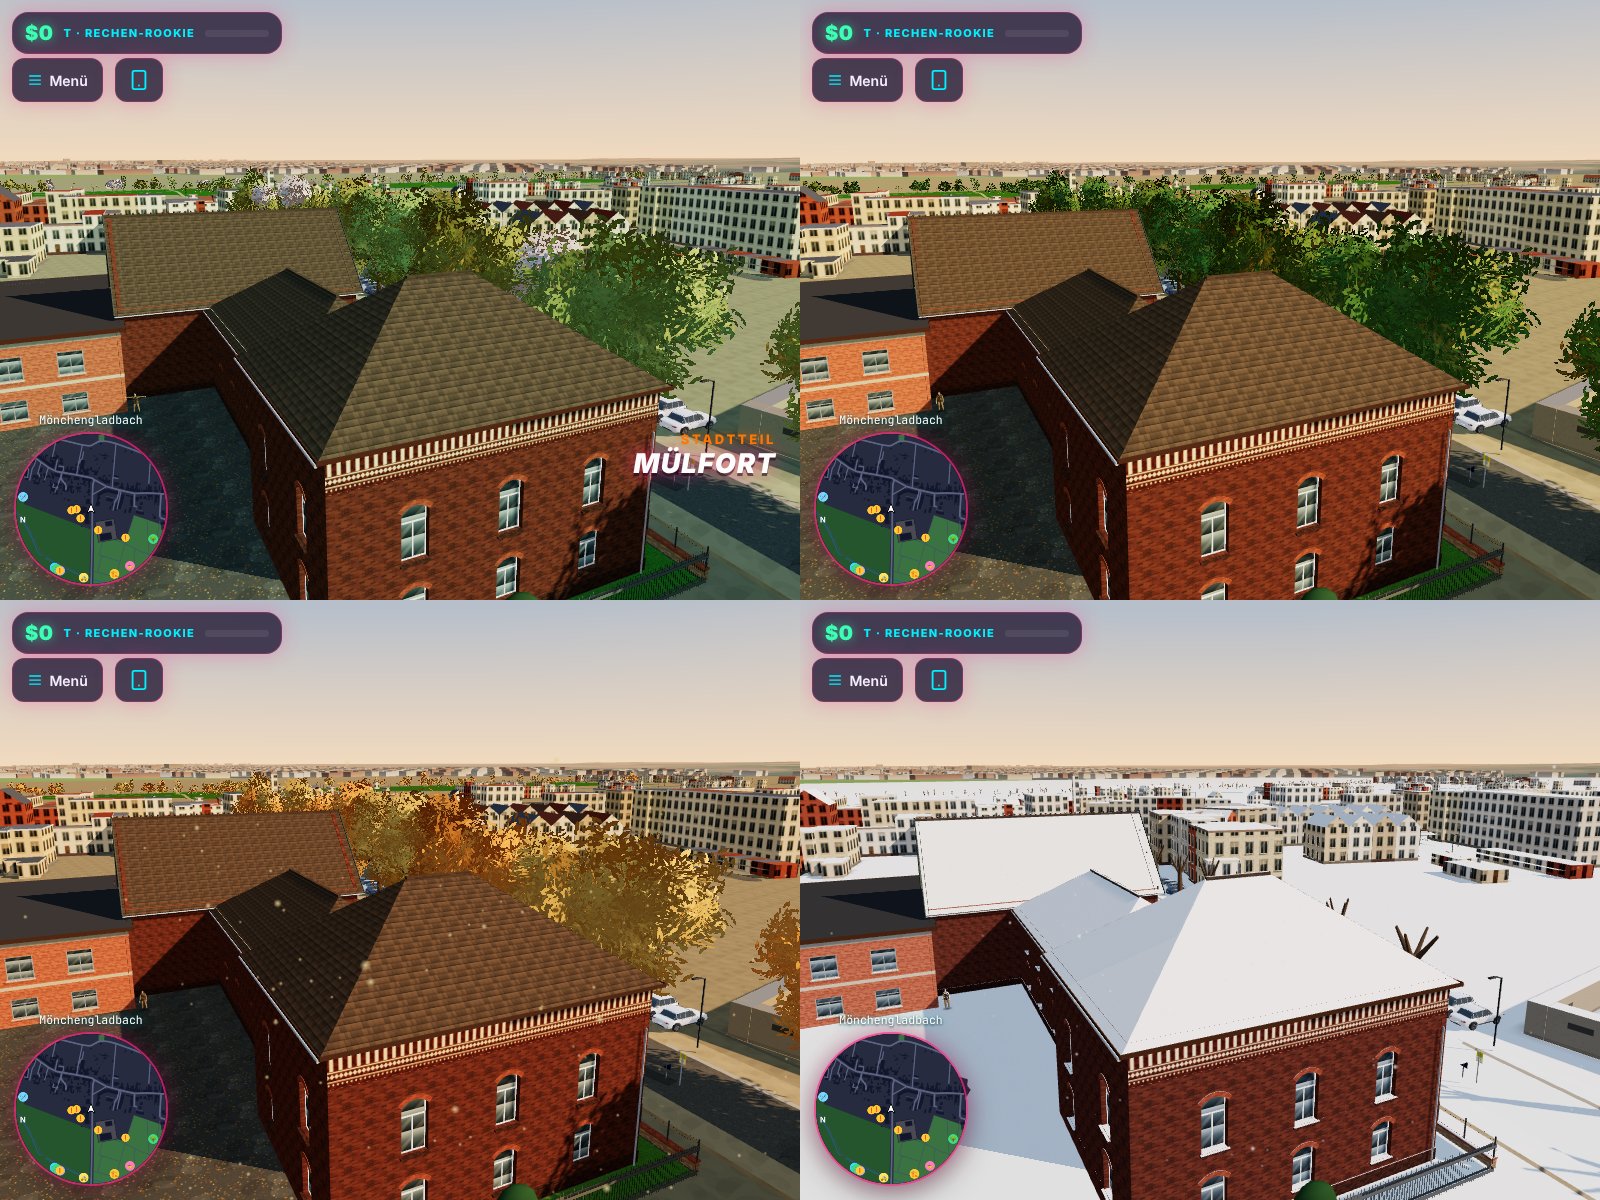 $0 T · RECHEN-ROOKIE
Menü
Mönchengladbach
N
STADTTEIL
MÜLFORT
$0 T · RECHEN-ROOKIE
Menü
Mönchengladbach
N
$0 T · RECHEN-ROOKIE
Menü
Mönchengladbach
N
$0 T · RECHEN-ROOKIE
Menü
Mönchengladbach
N